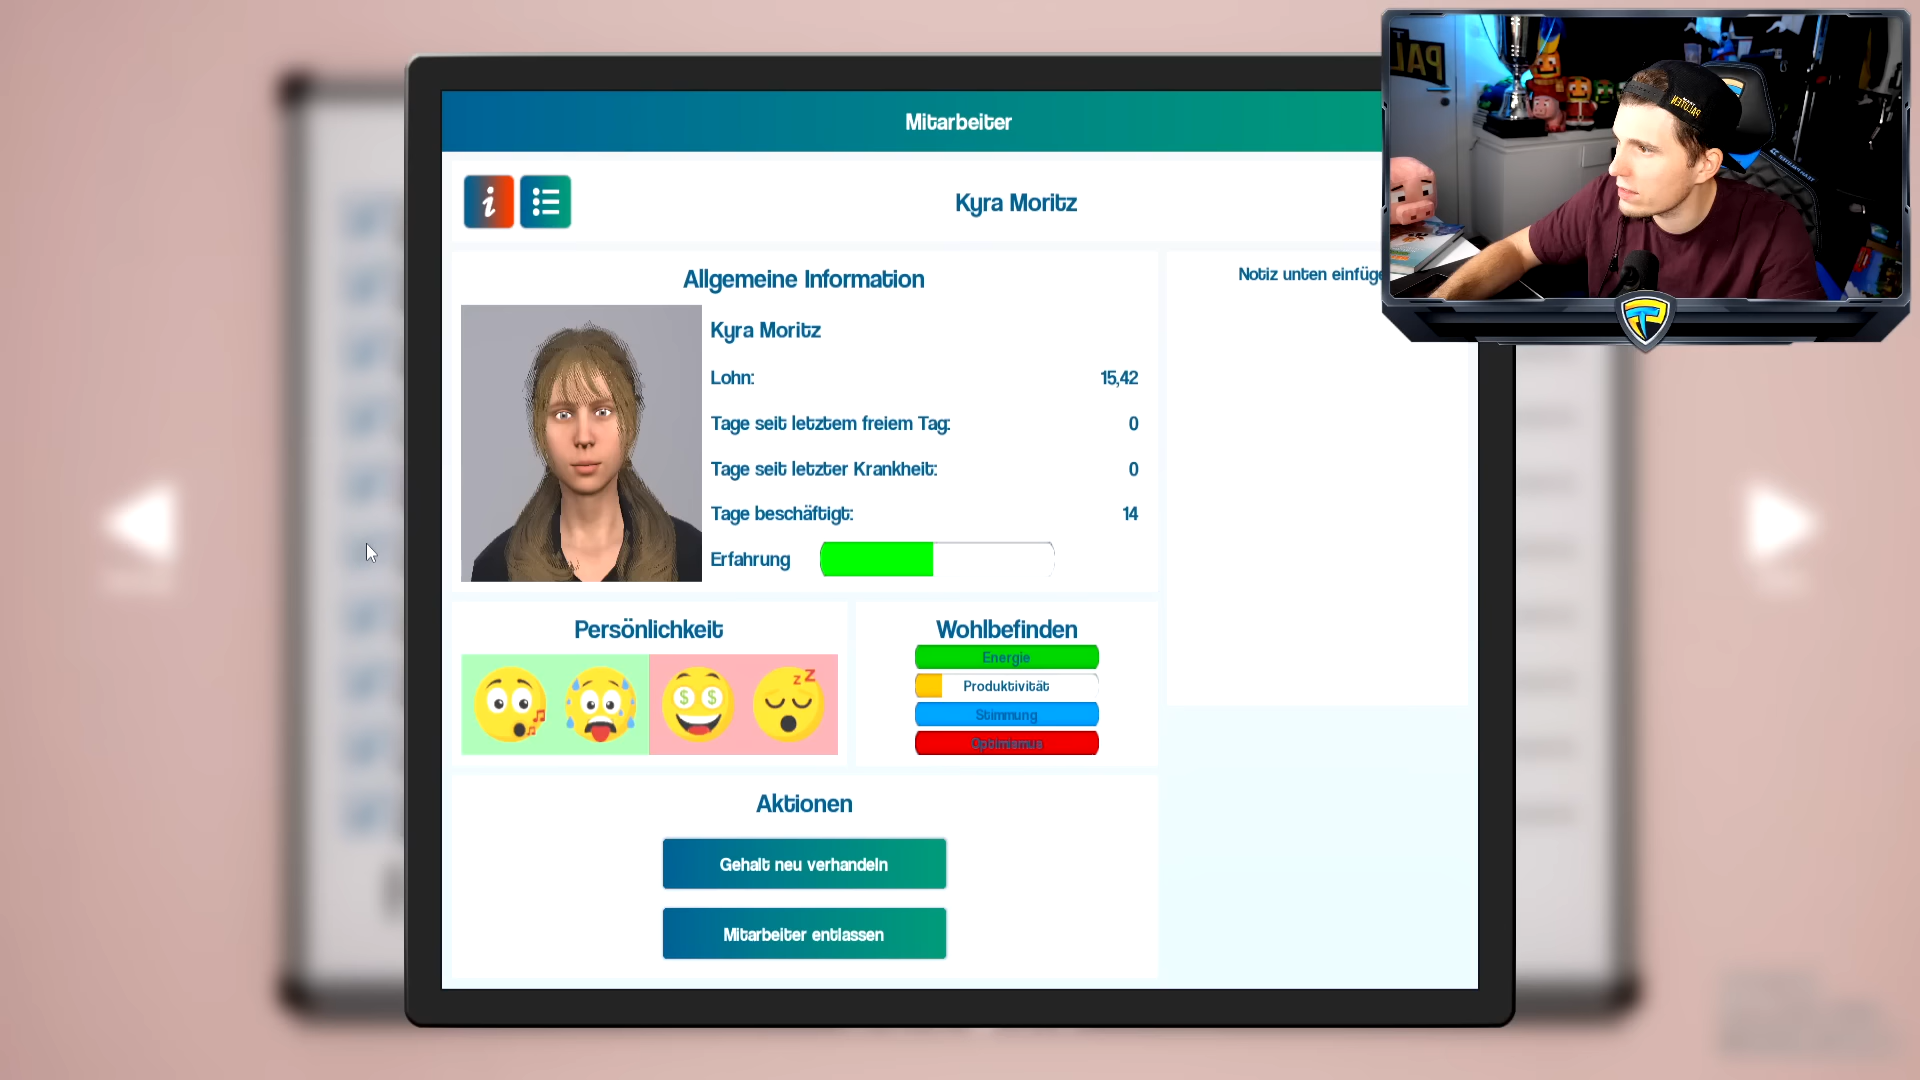 Mitarbeiter
Kyra Moritz
Allgemeine Information
Notiz unten einfüge
Kyra Moritz
Lohn: 15,42
Tage seit letztem freiem Tag: 0
Tage seit letzter Krankheit: 0
Tage beschäftigt: 14
Erfahrung
Persönlichkeit
Wohlbefinden
Energie
Produktivität
Stimmung
Optimismus
Aktionen
Gehalt neu verhandeln
Mitarbeiter entlassen
PAL